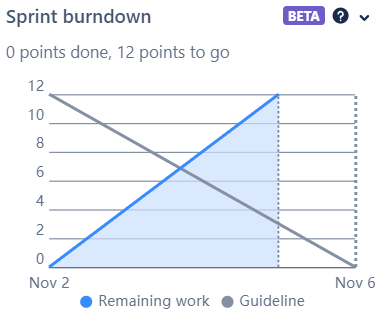 Sprint burndown BETA ?
0 points done, 12 points to go
12
10
8
6
4
2
0
Nov 2 Nov 6
Remaining work Guideline